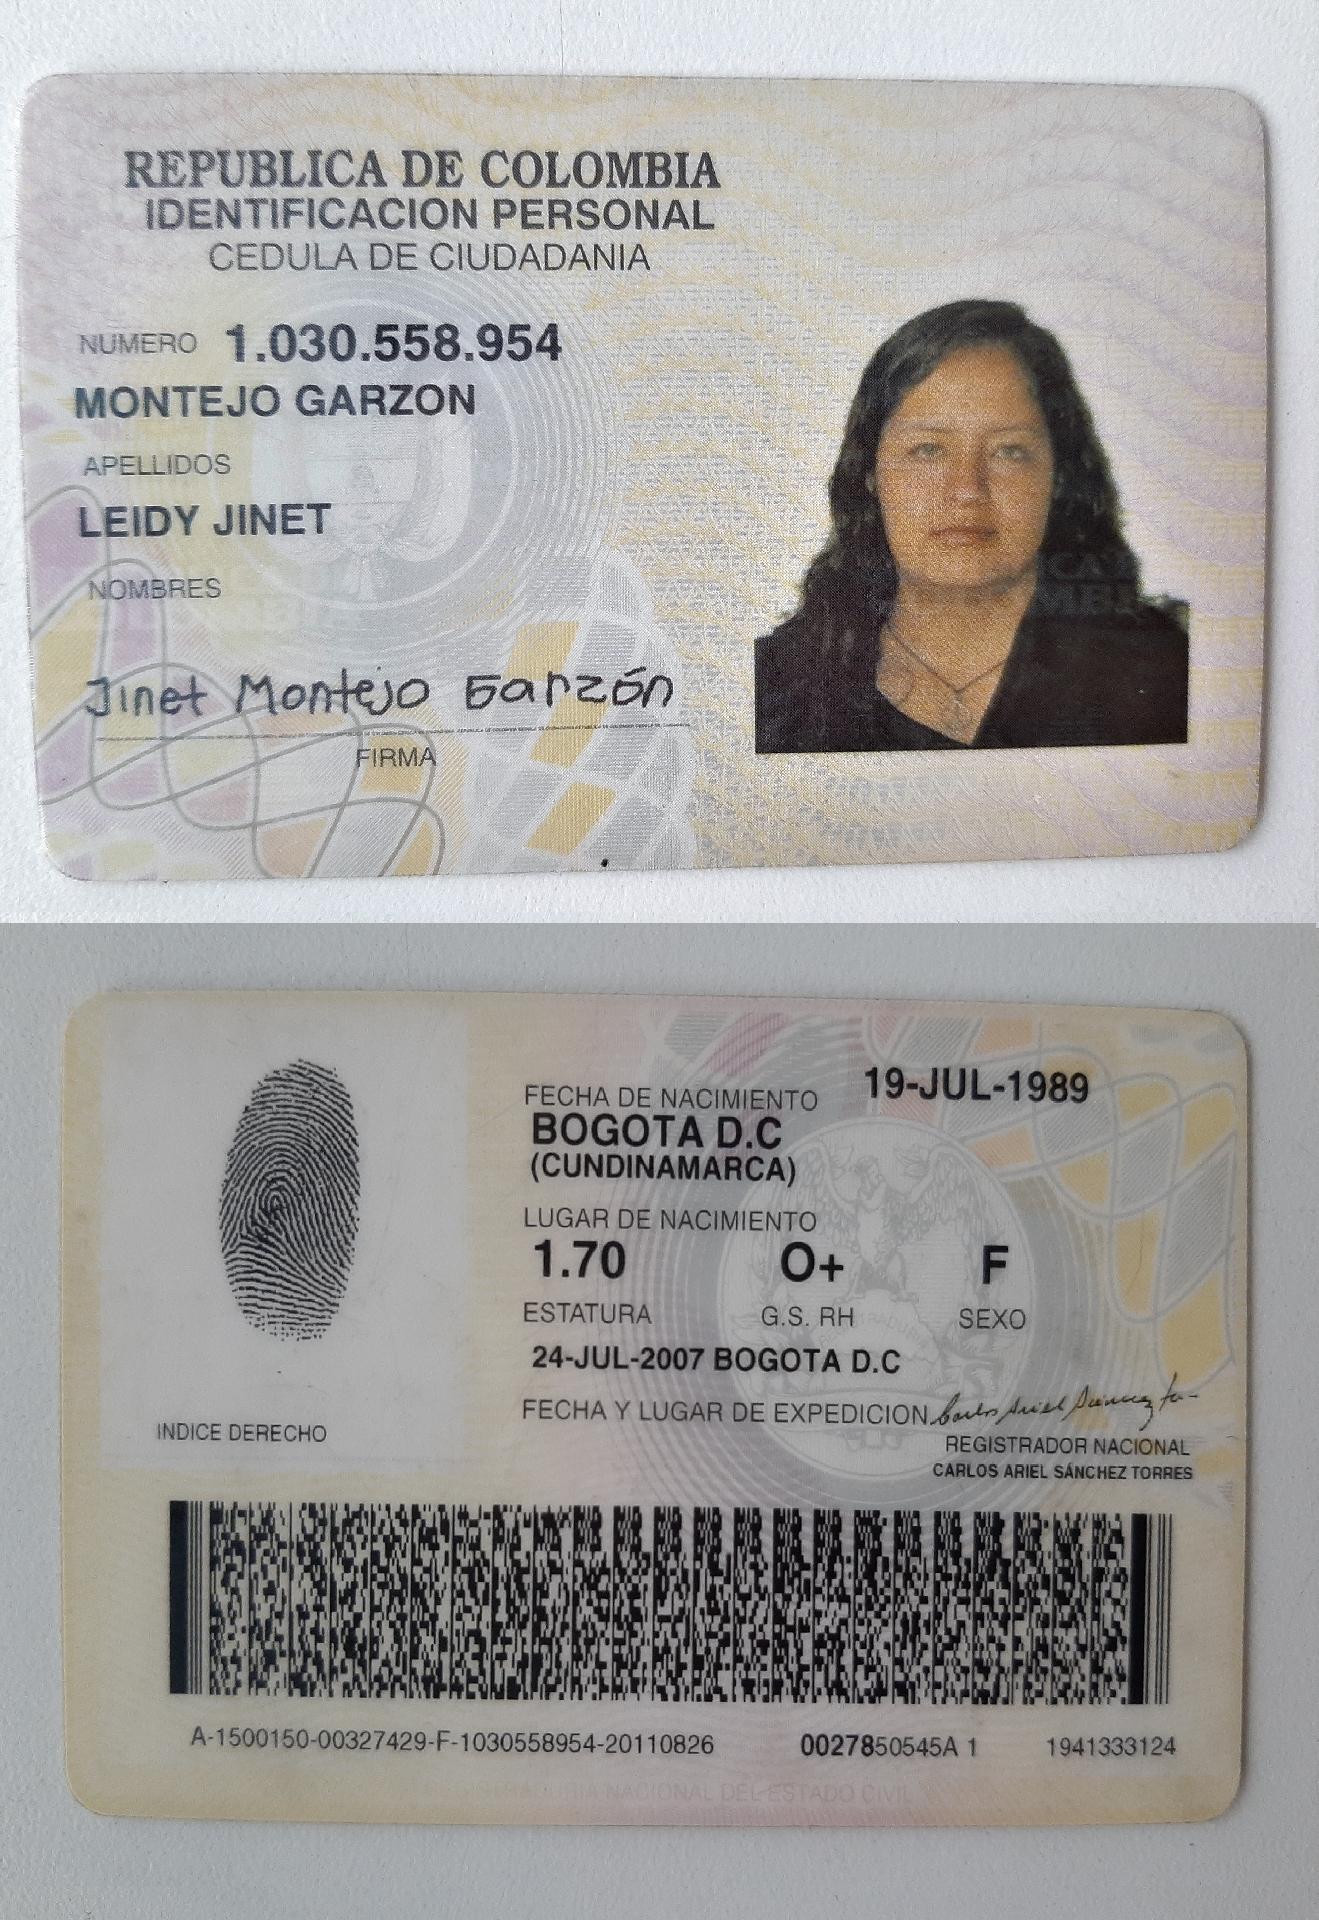 REPUBLICA DE COLOMBIA
IDENTIFICACION PERSONAL
CEDULA DE CIUDADANIA
NUMERO 1.030.558.954
MONTEJO GARZON
APELLIDOS
LEIDY JINET
NOMBRES
Jinet Montejo Garzón
FIRMA
FECHA DE NACIMIENTO 19-JUL-1989
BOGOTA D.C
(CUNDINAMARCA)
LUGAR DE NACIMIENTO
1.70 O+ F
ESTATURA G.S. RH SEXO
24-JUL-2007 BOGOTA D.C
FECHA Y LUGAR DE EXPEDICION
INDICE DERECHO
REGISTRADOR NACIONAL
CARLOS ARIEL SÁNCHEZ TORRES
A-1500150-00327429-F-1030558954-20110826 0027850545A 1 1941333124
REGISTRADURIA NACIONAL DEL ESTADO CIVIL